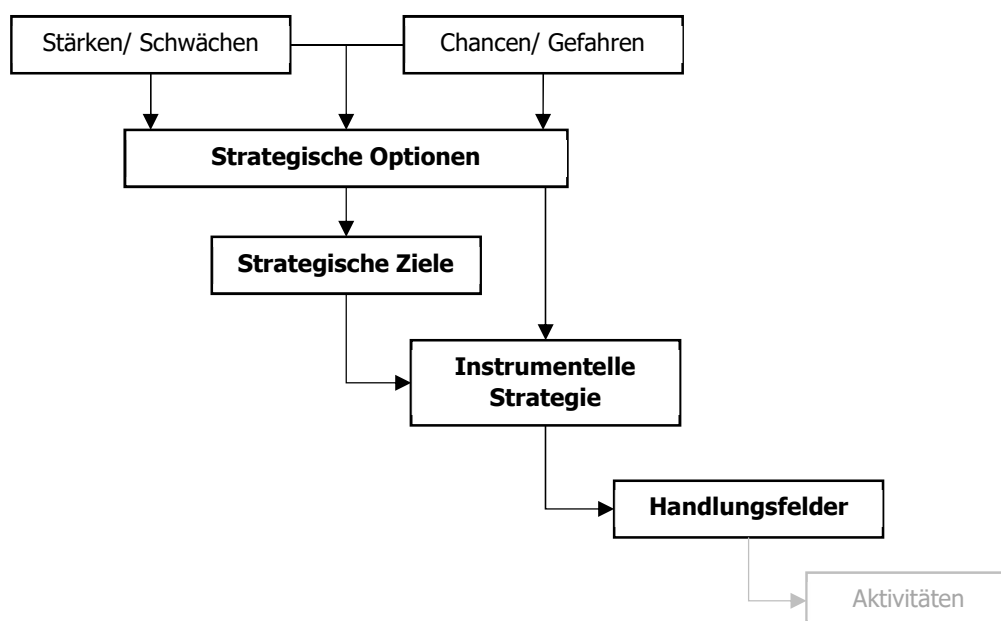 Stärken/ Schwächen
Chancen/ Gefahren
Strategische Optionen
Strategische Ziele
Instrumentelle
Strategie
Handlungsfelder
Aktivitäten